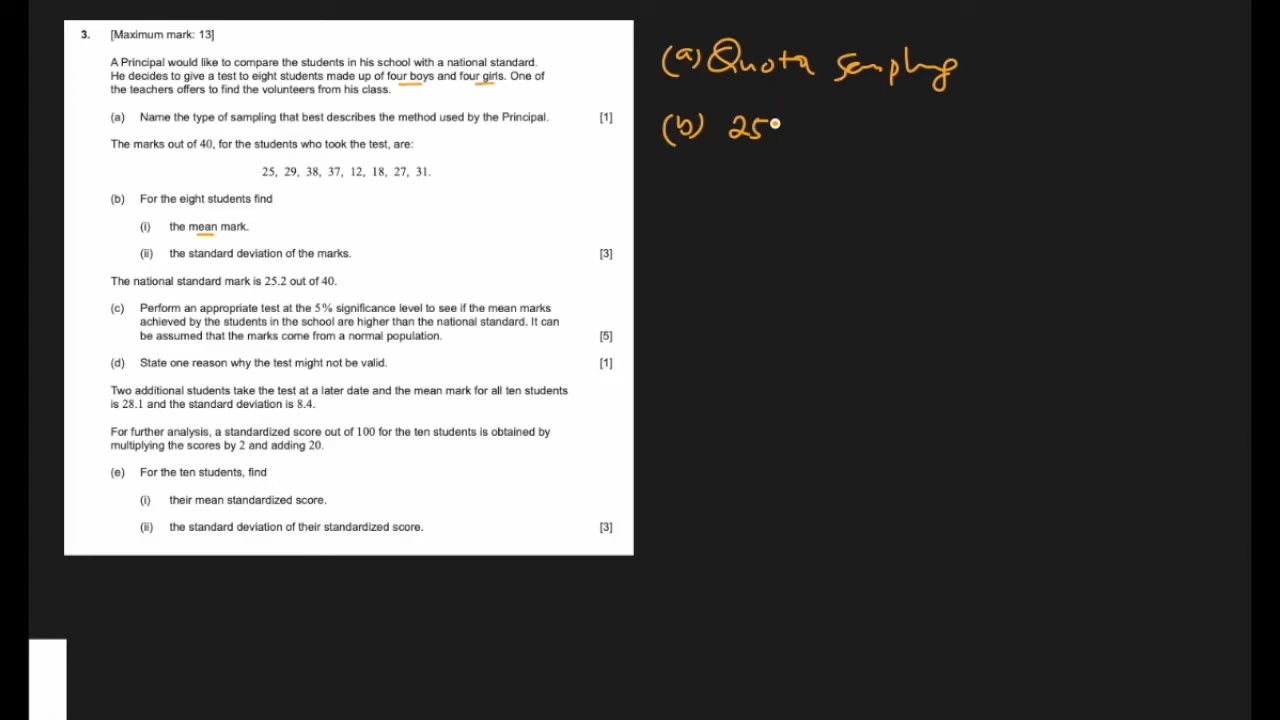 3. [Maximum mark: 13]
A Principal would like to compare the students in his school with a national standard.
He decides to give a test to eight students made up of four boys and four girls. One of
the teachers offers to find the volunteers from his class.
(a) Name the type of sampling that best describes the method used by the Principal. [1]
The marks out of 40, for the students who took the test, are:
25, 29, 38, 37, 12, 18, 27, 31.
(b) For the eight students find
(i) the mean mark.
(ii) the standard deviation of the marks. [3]
The national standard mark is 25.2 out of 40.
(c) Perform an appropriate test at the 5% significance level to see if the mean marks
achieved by the students in the school are higher than the national standard. It can
be assumed that the marks come from a normal population. [5]
(d) State one reason why the test might not be valid. [1]
Two additional students take the test at a later date and the mean mark for all ten students
is 28.1 and the standard deviation is 8.4.
For further analysis, a standardized score out of 100 for the ten students is obtained by
multiplying the scores by 2 and adding 20.
(e) For the ten students, find
(i) their mean standardized score.
(ii) the standard deviation of their standardized score. [3]
(a) Quota sampling
(b) 25